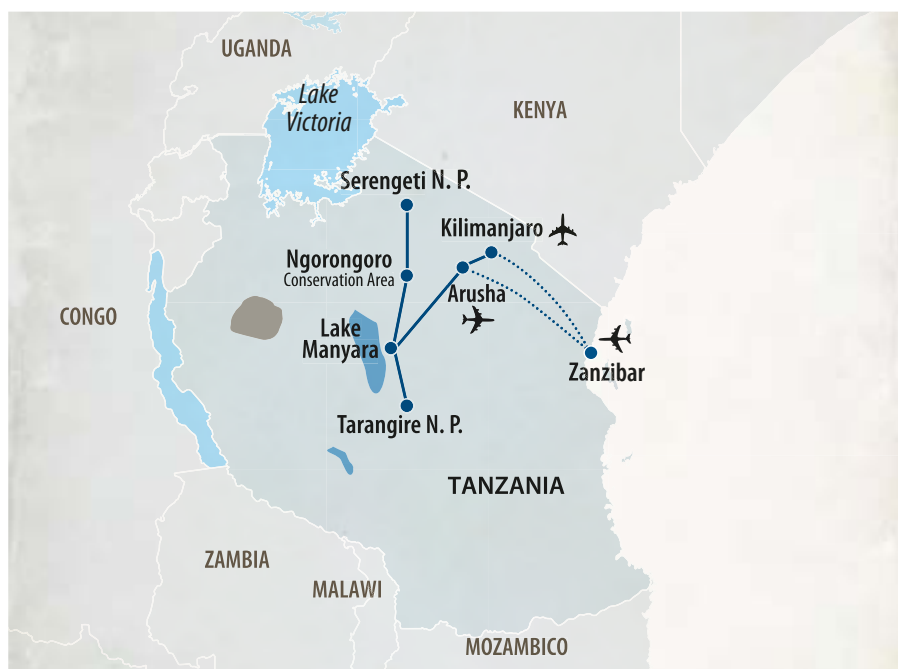 UGANDA
Lake
Victoria
KENYA
Serengeti N. P.
Kilimanjaro
Ngorongoro
Conservation Area
Arusha
CONGO
Lake
Manyara
Zanzibar
Tarangire N. P.
TANZANIA
ZAMBIA
MALAWI
MOZAMBICO